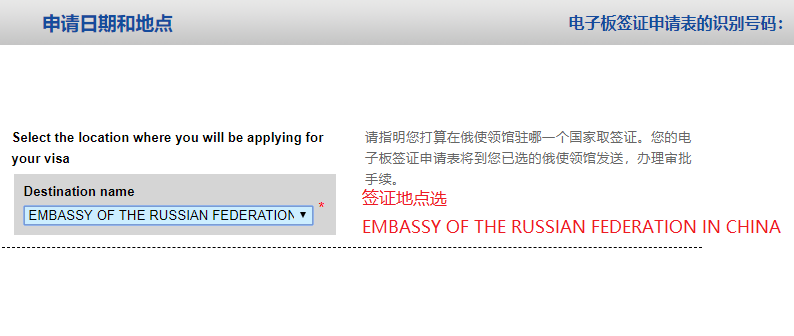 申请日期和地点
电子板签证申请表的识别号码：
Select the location where you will be applying for
your visa
Destination name
EMBASSY OF THE RUSSIAN FEDERATION
*
请指明您打算在俄使领馆驻哪一个国家取签证。您的电
子板签证申请表将到您已选的俄使领馆发送，办理审批
手续。
签证地点选
EMBASSY OF THE RUSSIAN FEDERATION IN CHINA